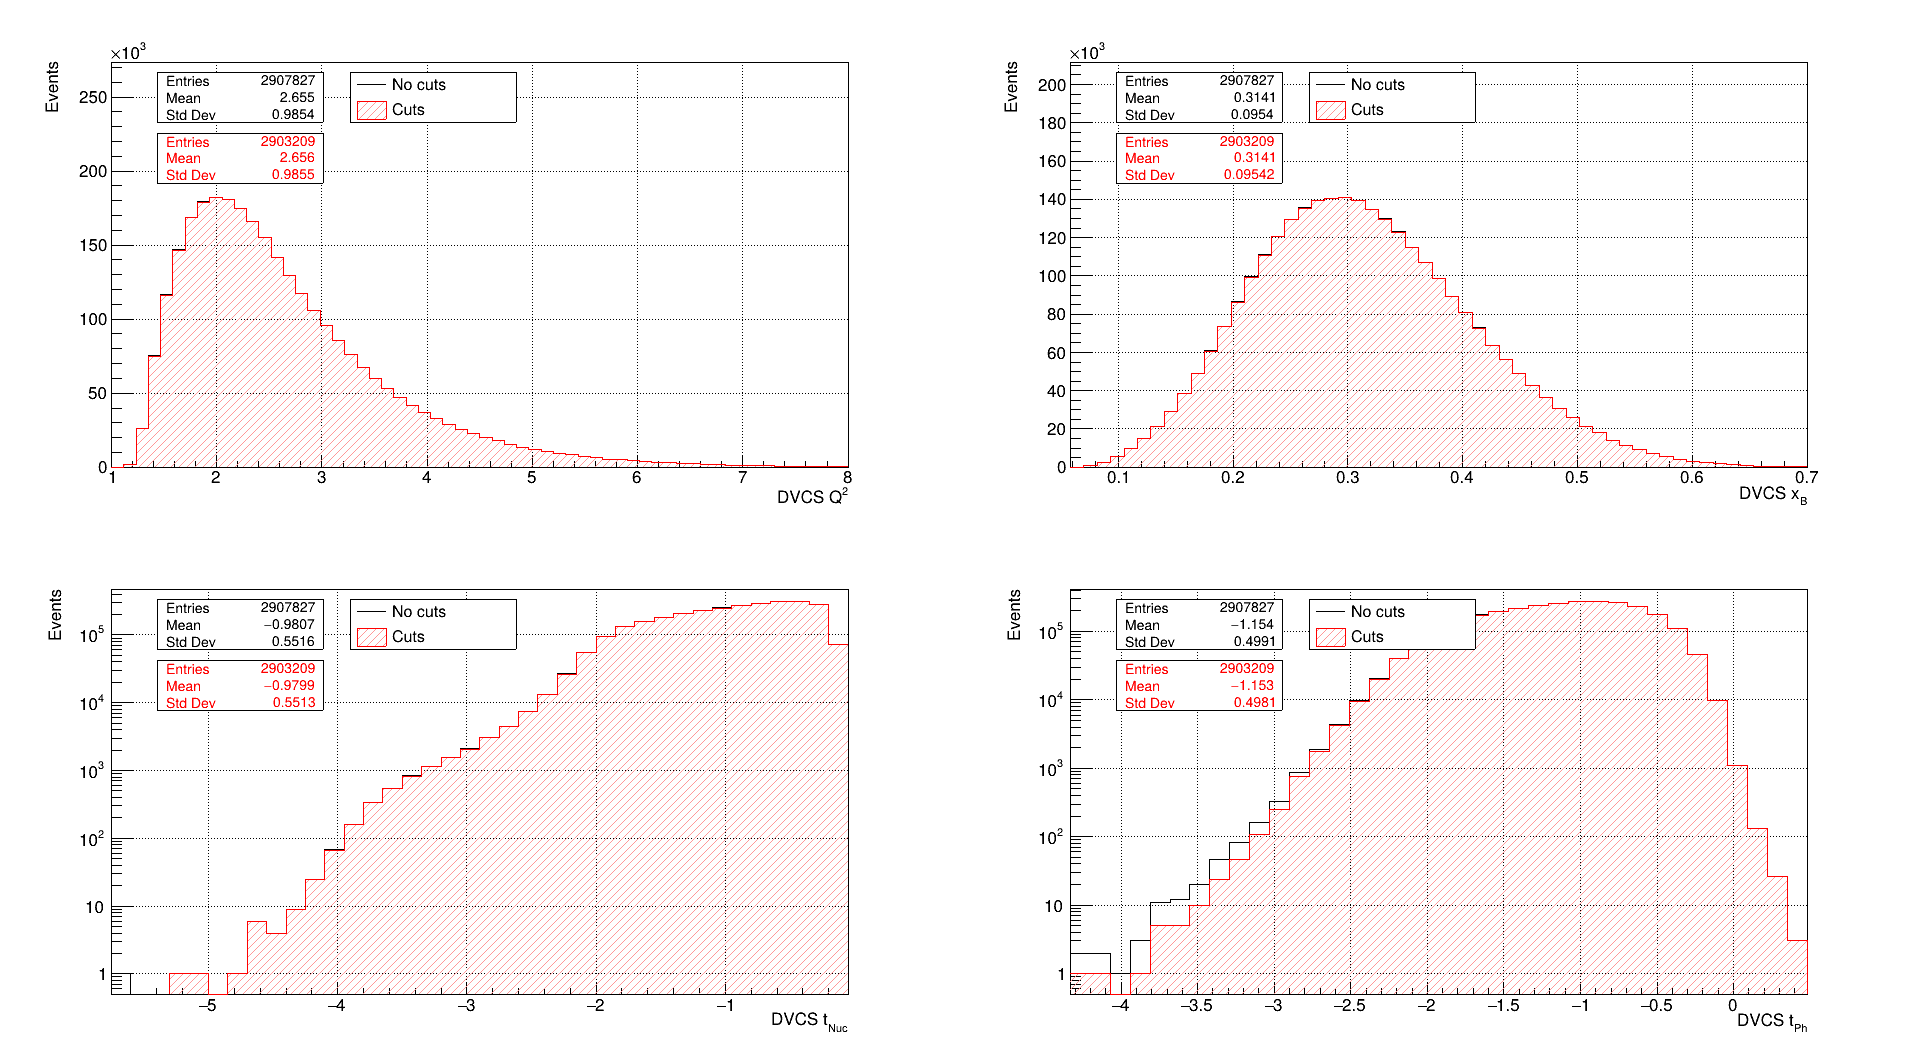 ×10³
Events
Entries 2907827
Mean 2.655
Std Dev 0.9854
Entries 2903209
Mean 2.656
Std Dev 0.9855
No cuts
Cuts
250
200
150
100
50
0
1 2 3 4 5 6 7 8
DVCS Q²
×10³
Events
Entries 2907827
Mean 0.3141
Std Dev 0.0954
Entries 2903209
Mean 0.3141
Std Dev 0.09542
No cuts
Cuts
200
180
160
140
120
100
80
60
40
20
0
0.1 0.2 0.3 0.4 0.5 0.6 0.7
DVCS x_B
Events
Entries 2907827
Mean −0.9807
Std Dev 0.5516
Entries 2903209
Mean −0.9799
Std Dev 0.5513
No cuts
Cuts
10⁵
10⁴
10³
10²
10
1
−5 −4 −3 −2 −1
DVCS t_Nuc
Events
Entries 2907827
Mean −1.154
Std Dev 0.4991
Entries 2903209
Mean −1.153
Std Dev 0.4981
No cuts
Cuts
10⁵
10⁴
10³
10²
10
1
−4 −3.5 −3 −2.5 −2 −1.5 −1 −0.5 0
DVCS t_Ph